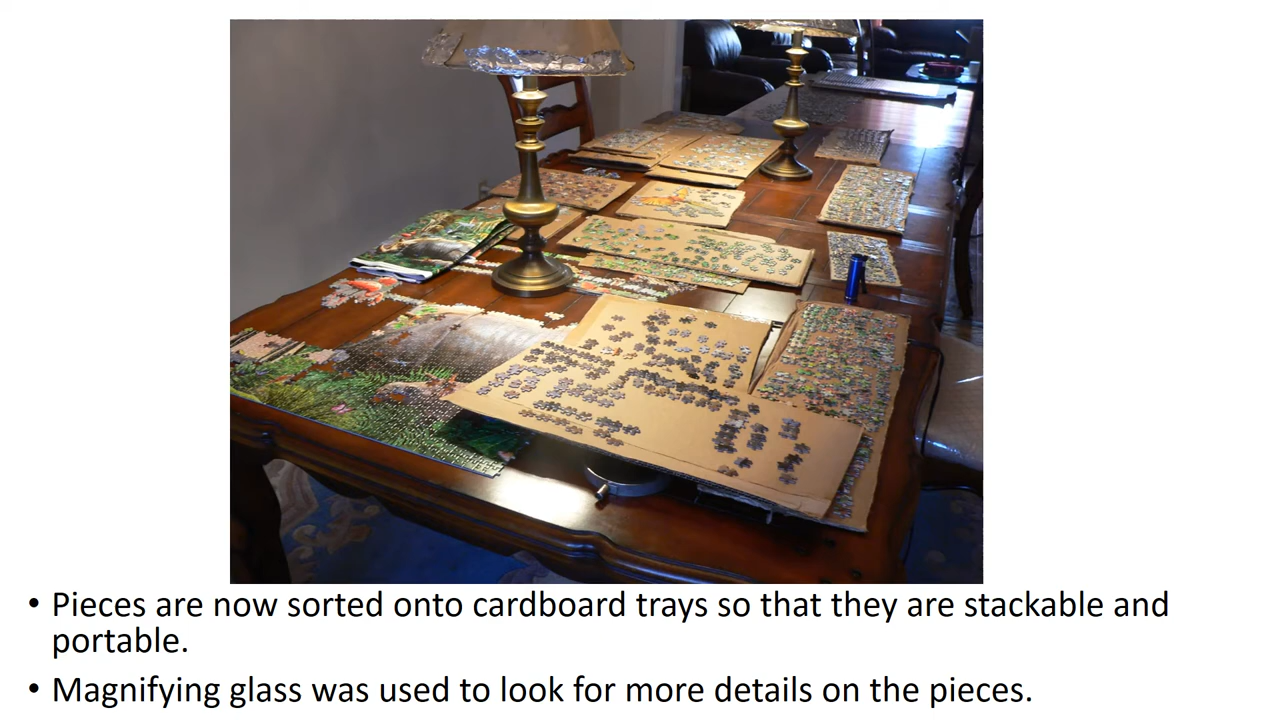 • Pieces are now sorted onto cardboard trays so that they are stackable and
portable.
• Magnifying glass was used to look for more details on the pieces.